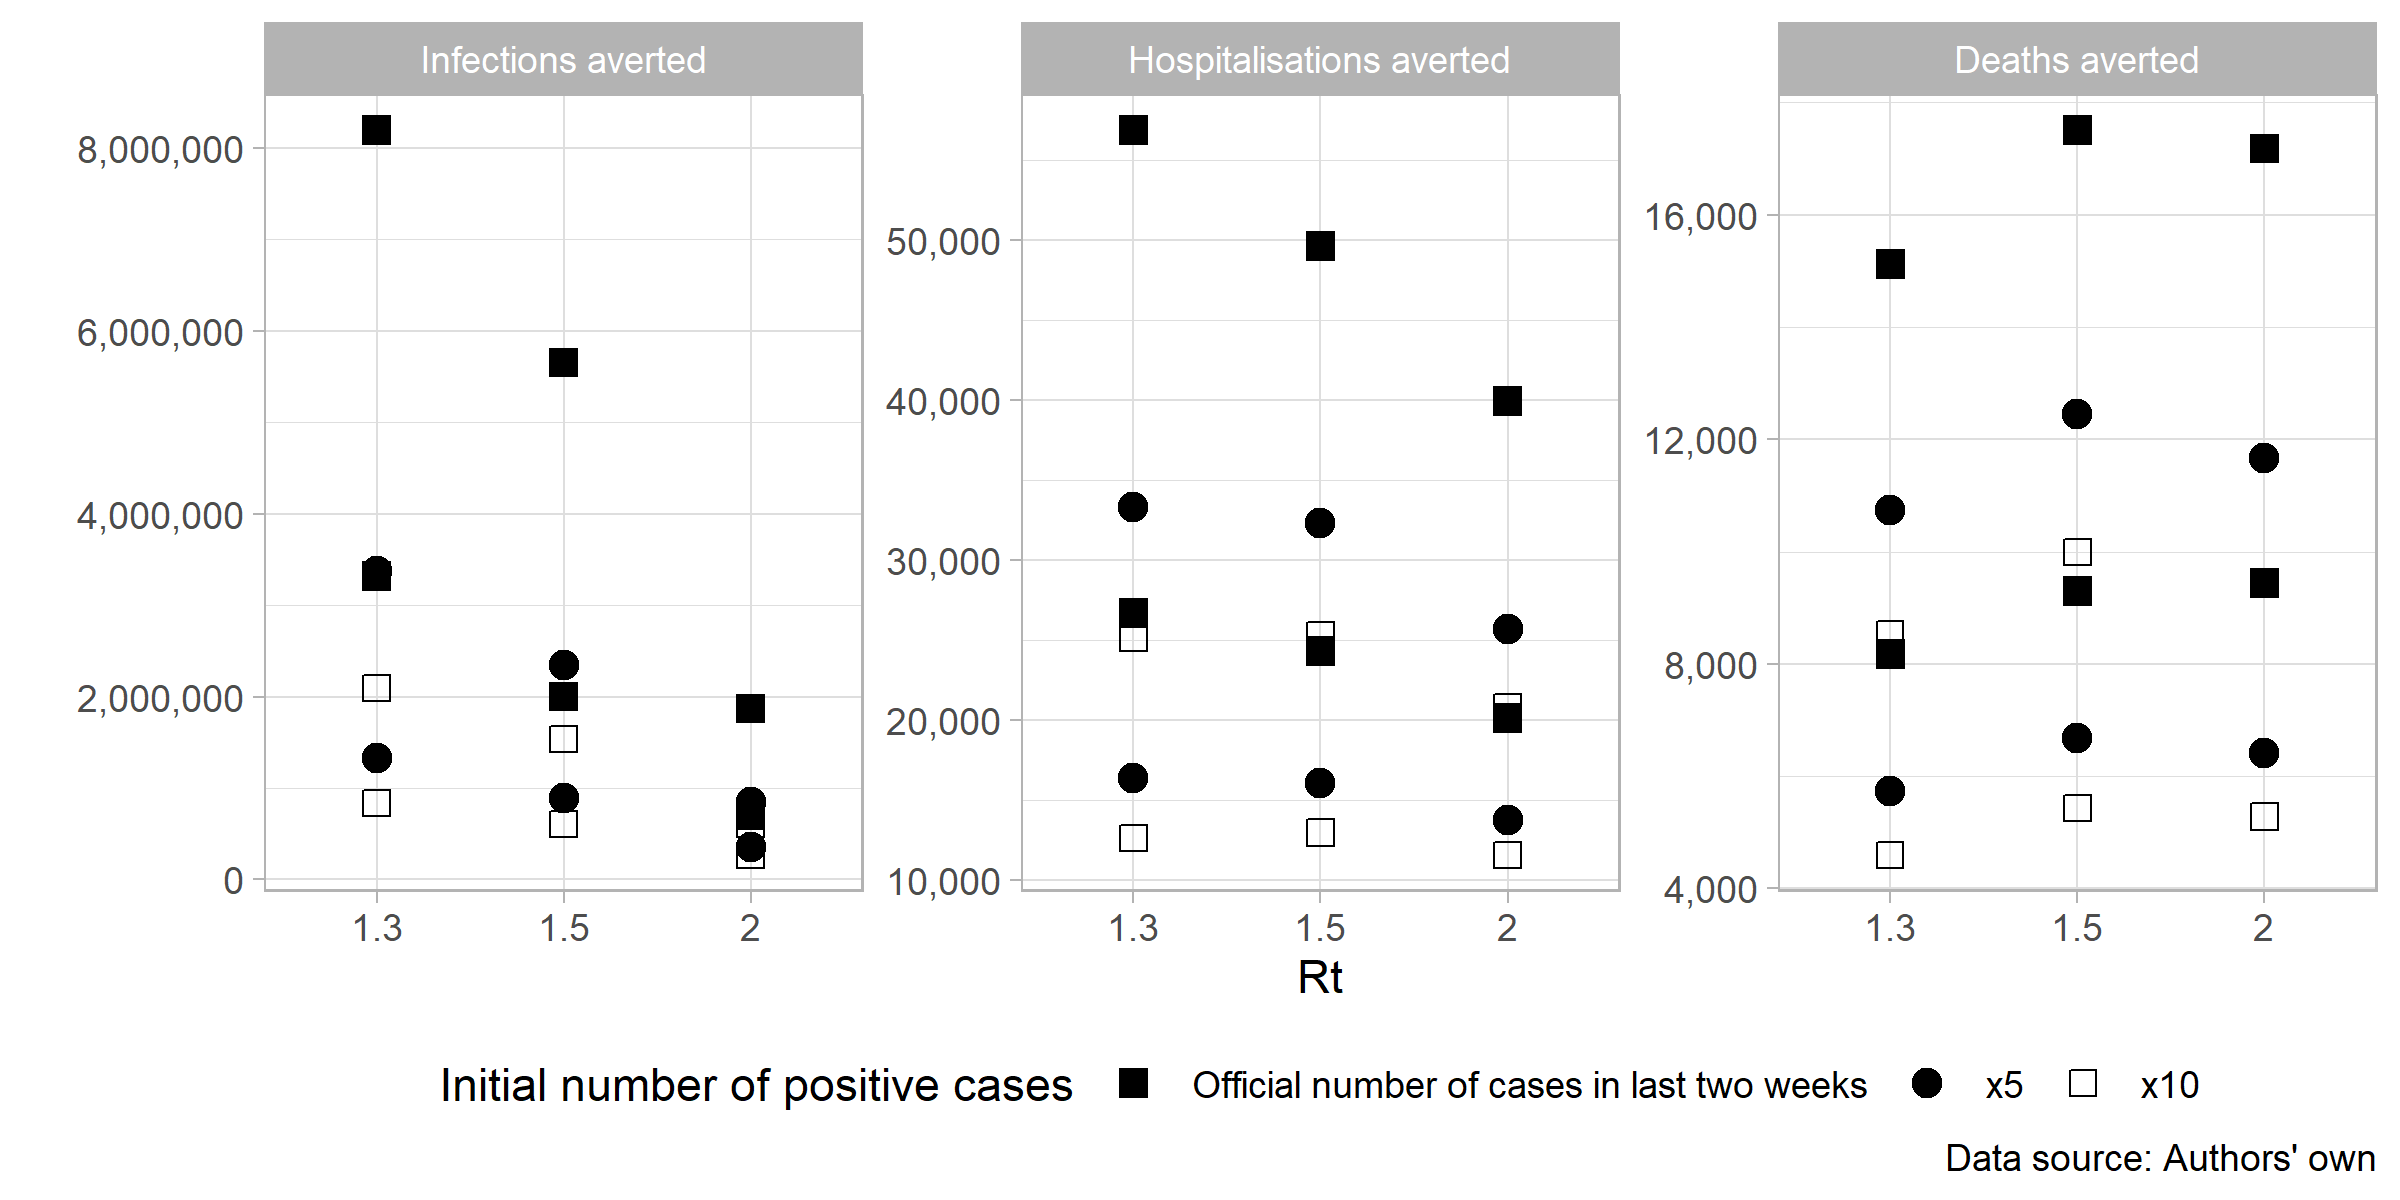 Infections averted
Hospitalisations averted
Deaths averted
8,000,000
6,000,000
4,000,000
2,000,000
0
50,000
40,000
30,000
20,000
10,000
16,000
12,000
8,000
4,000
1.3 1.5 2
1.3 1.5 2
1.3 1.5 2
Rt
Initial number of positive cases Official number of cases in last two weeks x5 x10
Data source: Authors' own